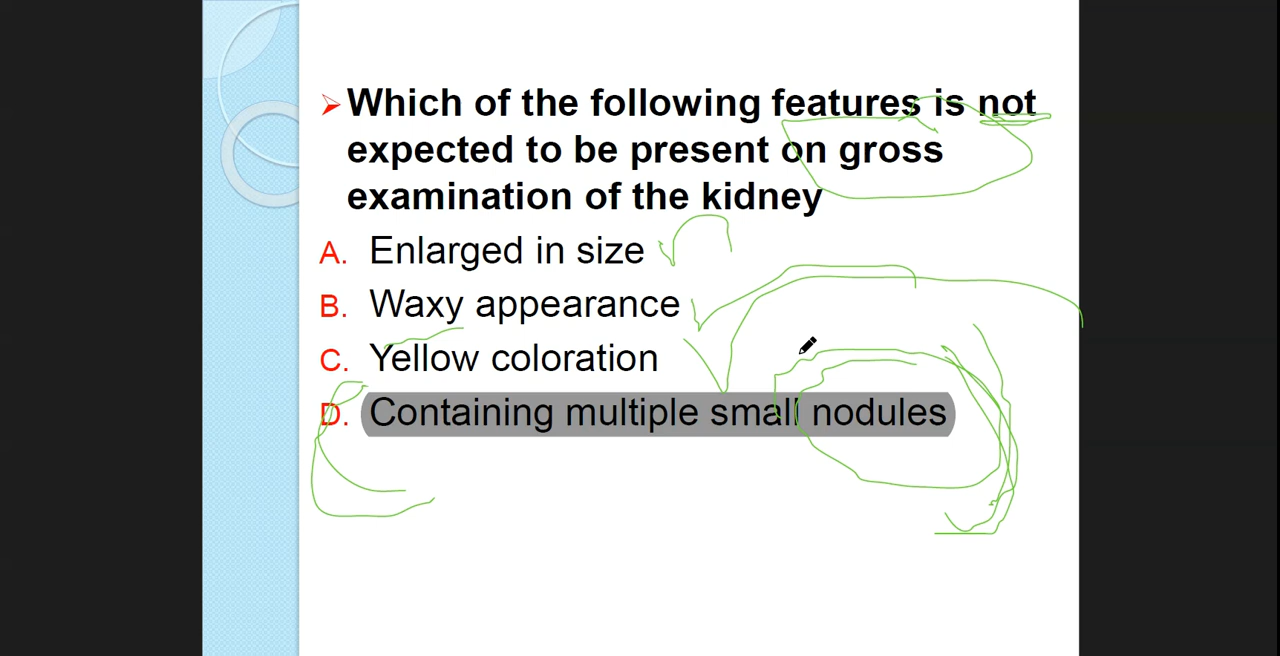 Which of the following features is not
expected to be present on gross
examination of the kidney
A. Enlarged in size
B. Waxy appearance
C. Yellow coloration
D. Containing multiple small nodules